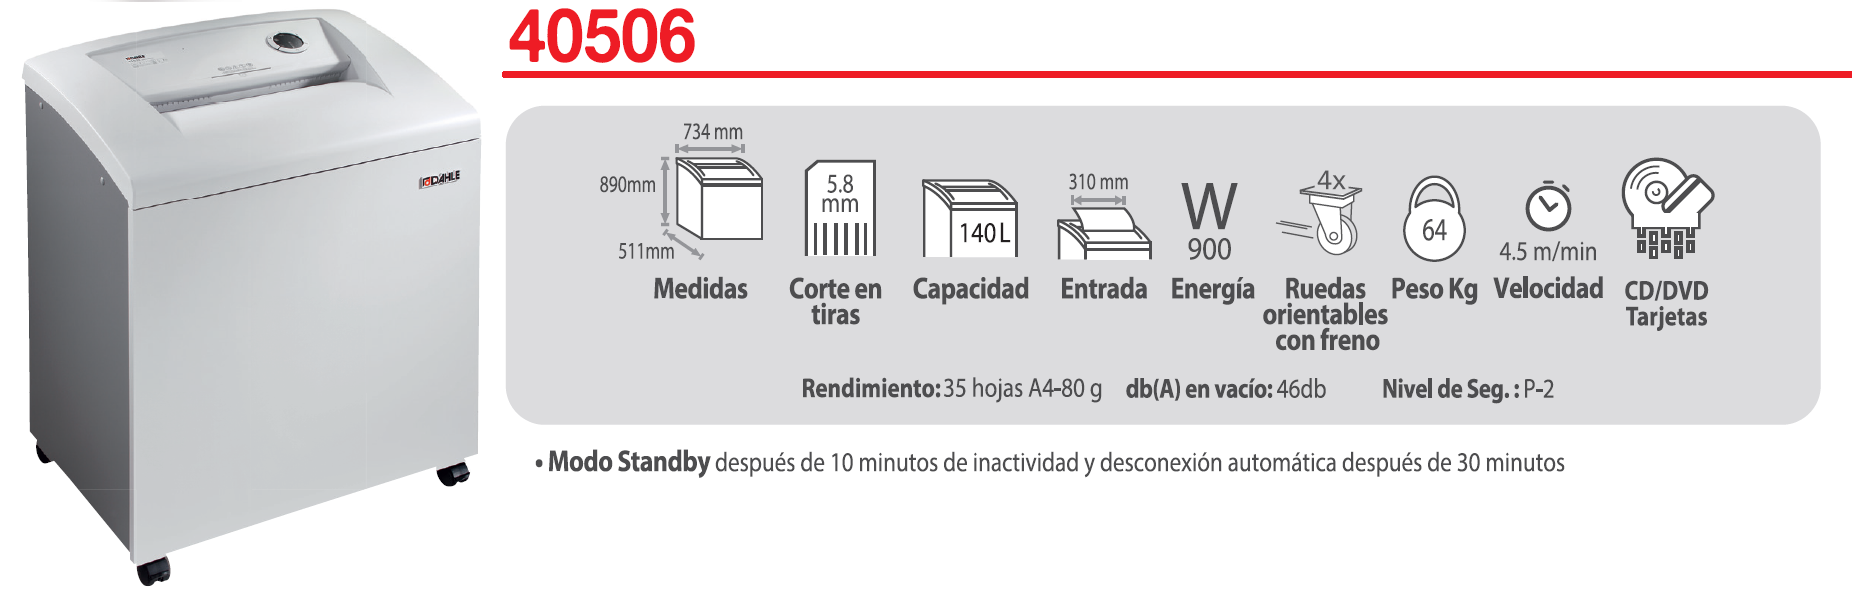 40506
734 mm
890mm
511mm
5.8
mm
140L
310 mm
W
900
4x
64
4.5 m/min
Medidas
Corte en
tiras
Capacidad
Entrada
Energía
Ruedas
orientables
con freno
Peso Kg
Velocidad
CD/DVD
Tarjetas
Rendimiento: 35 hojas A4-80 g db(A) en vacío: 46db Nivel de Seg. : P-2
• Modo Standby después de 10 minutos de inactividad y desconexión automática después de 30 minutos
DAHLE